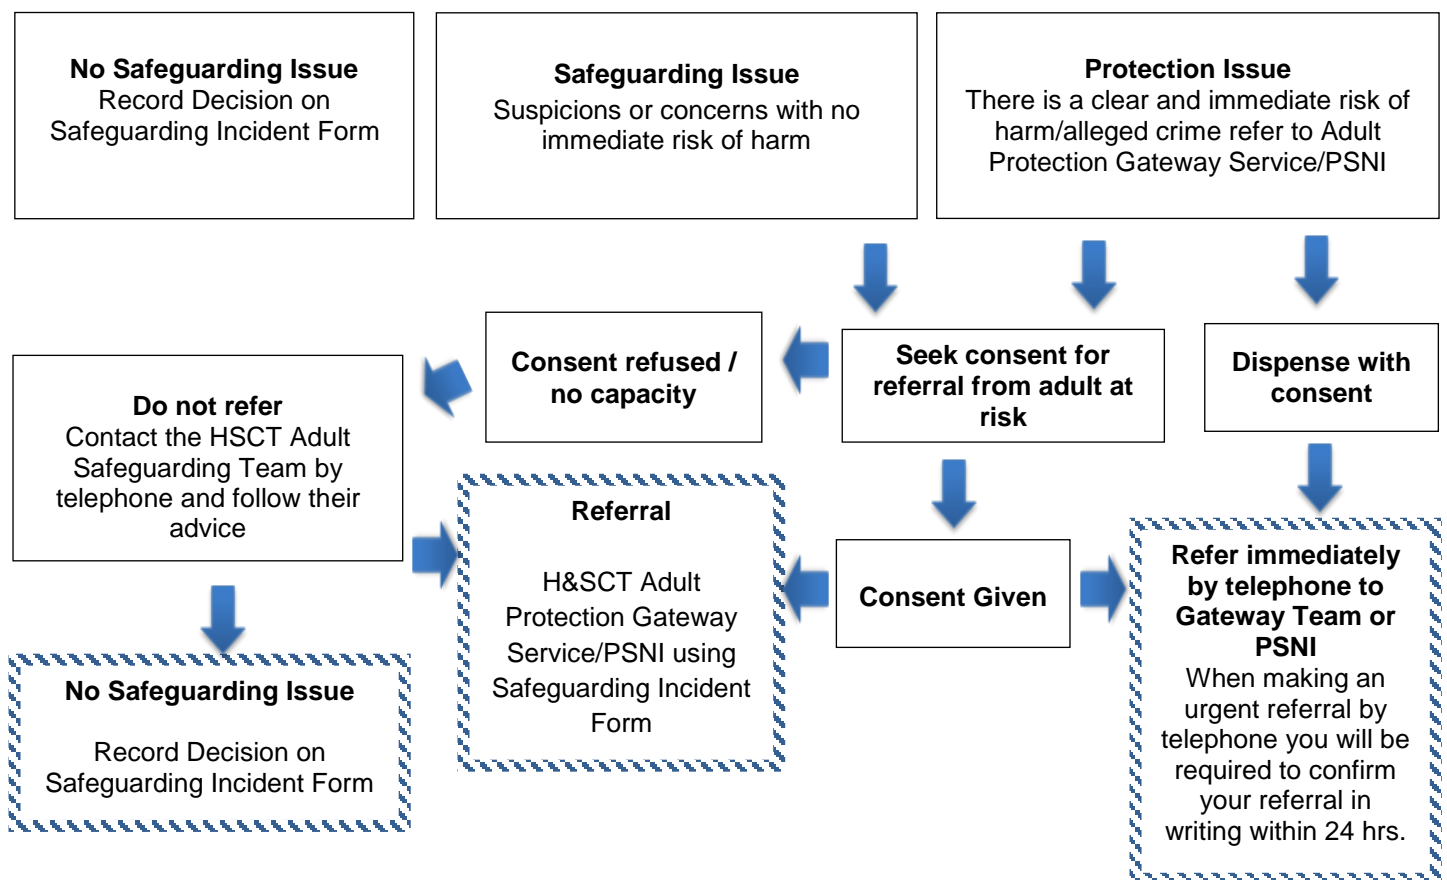 No Safeguarding Issue
Record Decision on
Safeguarding Incident Form
Safeguarding Issue
Suspicions or concerns with no
immediate risk of harm
Protection Issue
There is a clear and immediate risk of
harm/alleged crime refer to Adult
Protection Gateway Service/PSNI
Do not refer
Contact the HSCT Adult
Safeguarding Team by
telephone and follow their
advice
Consent refused /
no capacity
Seek consent for
referral from adult at
risk
Dispense with
consent
No Safeguarding Issue
Record Decision on
Safeguarding Incident Form
Referral
H&SCT Adult
Protection Gateway
Service/PSNI using
Safeguarding Incident
Form
Consent Given
Refer immediately
by telephone to
Gateway Team or
PSNI
When making an
urgent referral by
telephone you will be
required to confirm
your referral in
writing within 24 hrs.